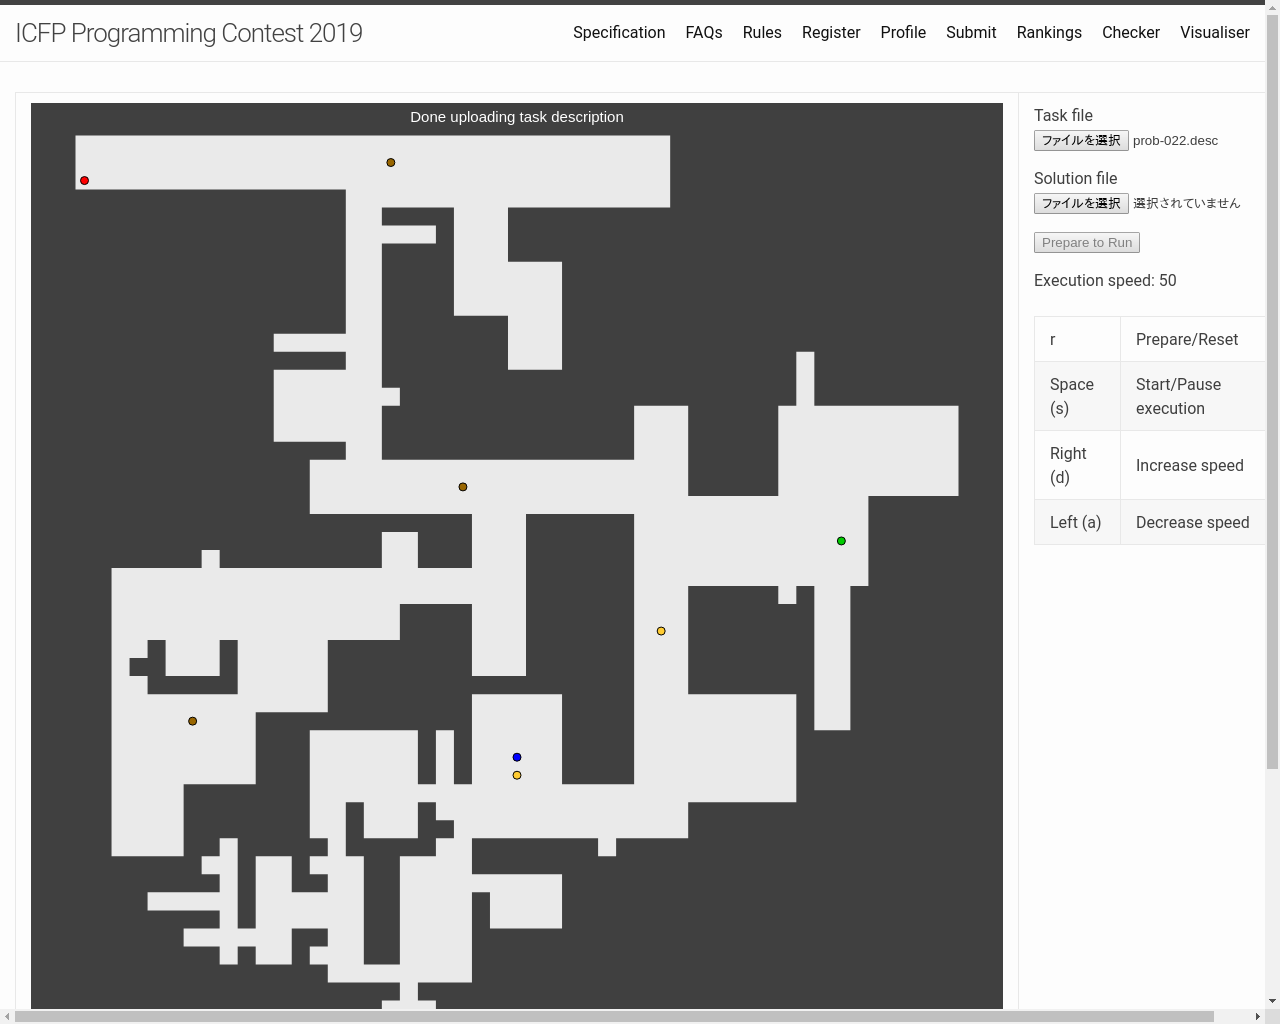 ICFP Programming Contest 2019
Specification FAQs Rules Register Profile Submit Rankings Checker Visualiser
Done uploading task description
Task file
ファイルを選択 prob-022.desc
Solution file
ファイルを選択 選択されていません
Prepare to Run
Execution speed: 50
r Prepare/Reset
Space (s) Start/Pause execution
Right (d) Increase speed
Left (a) Decrease speed